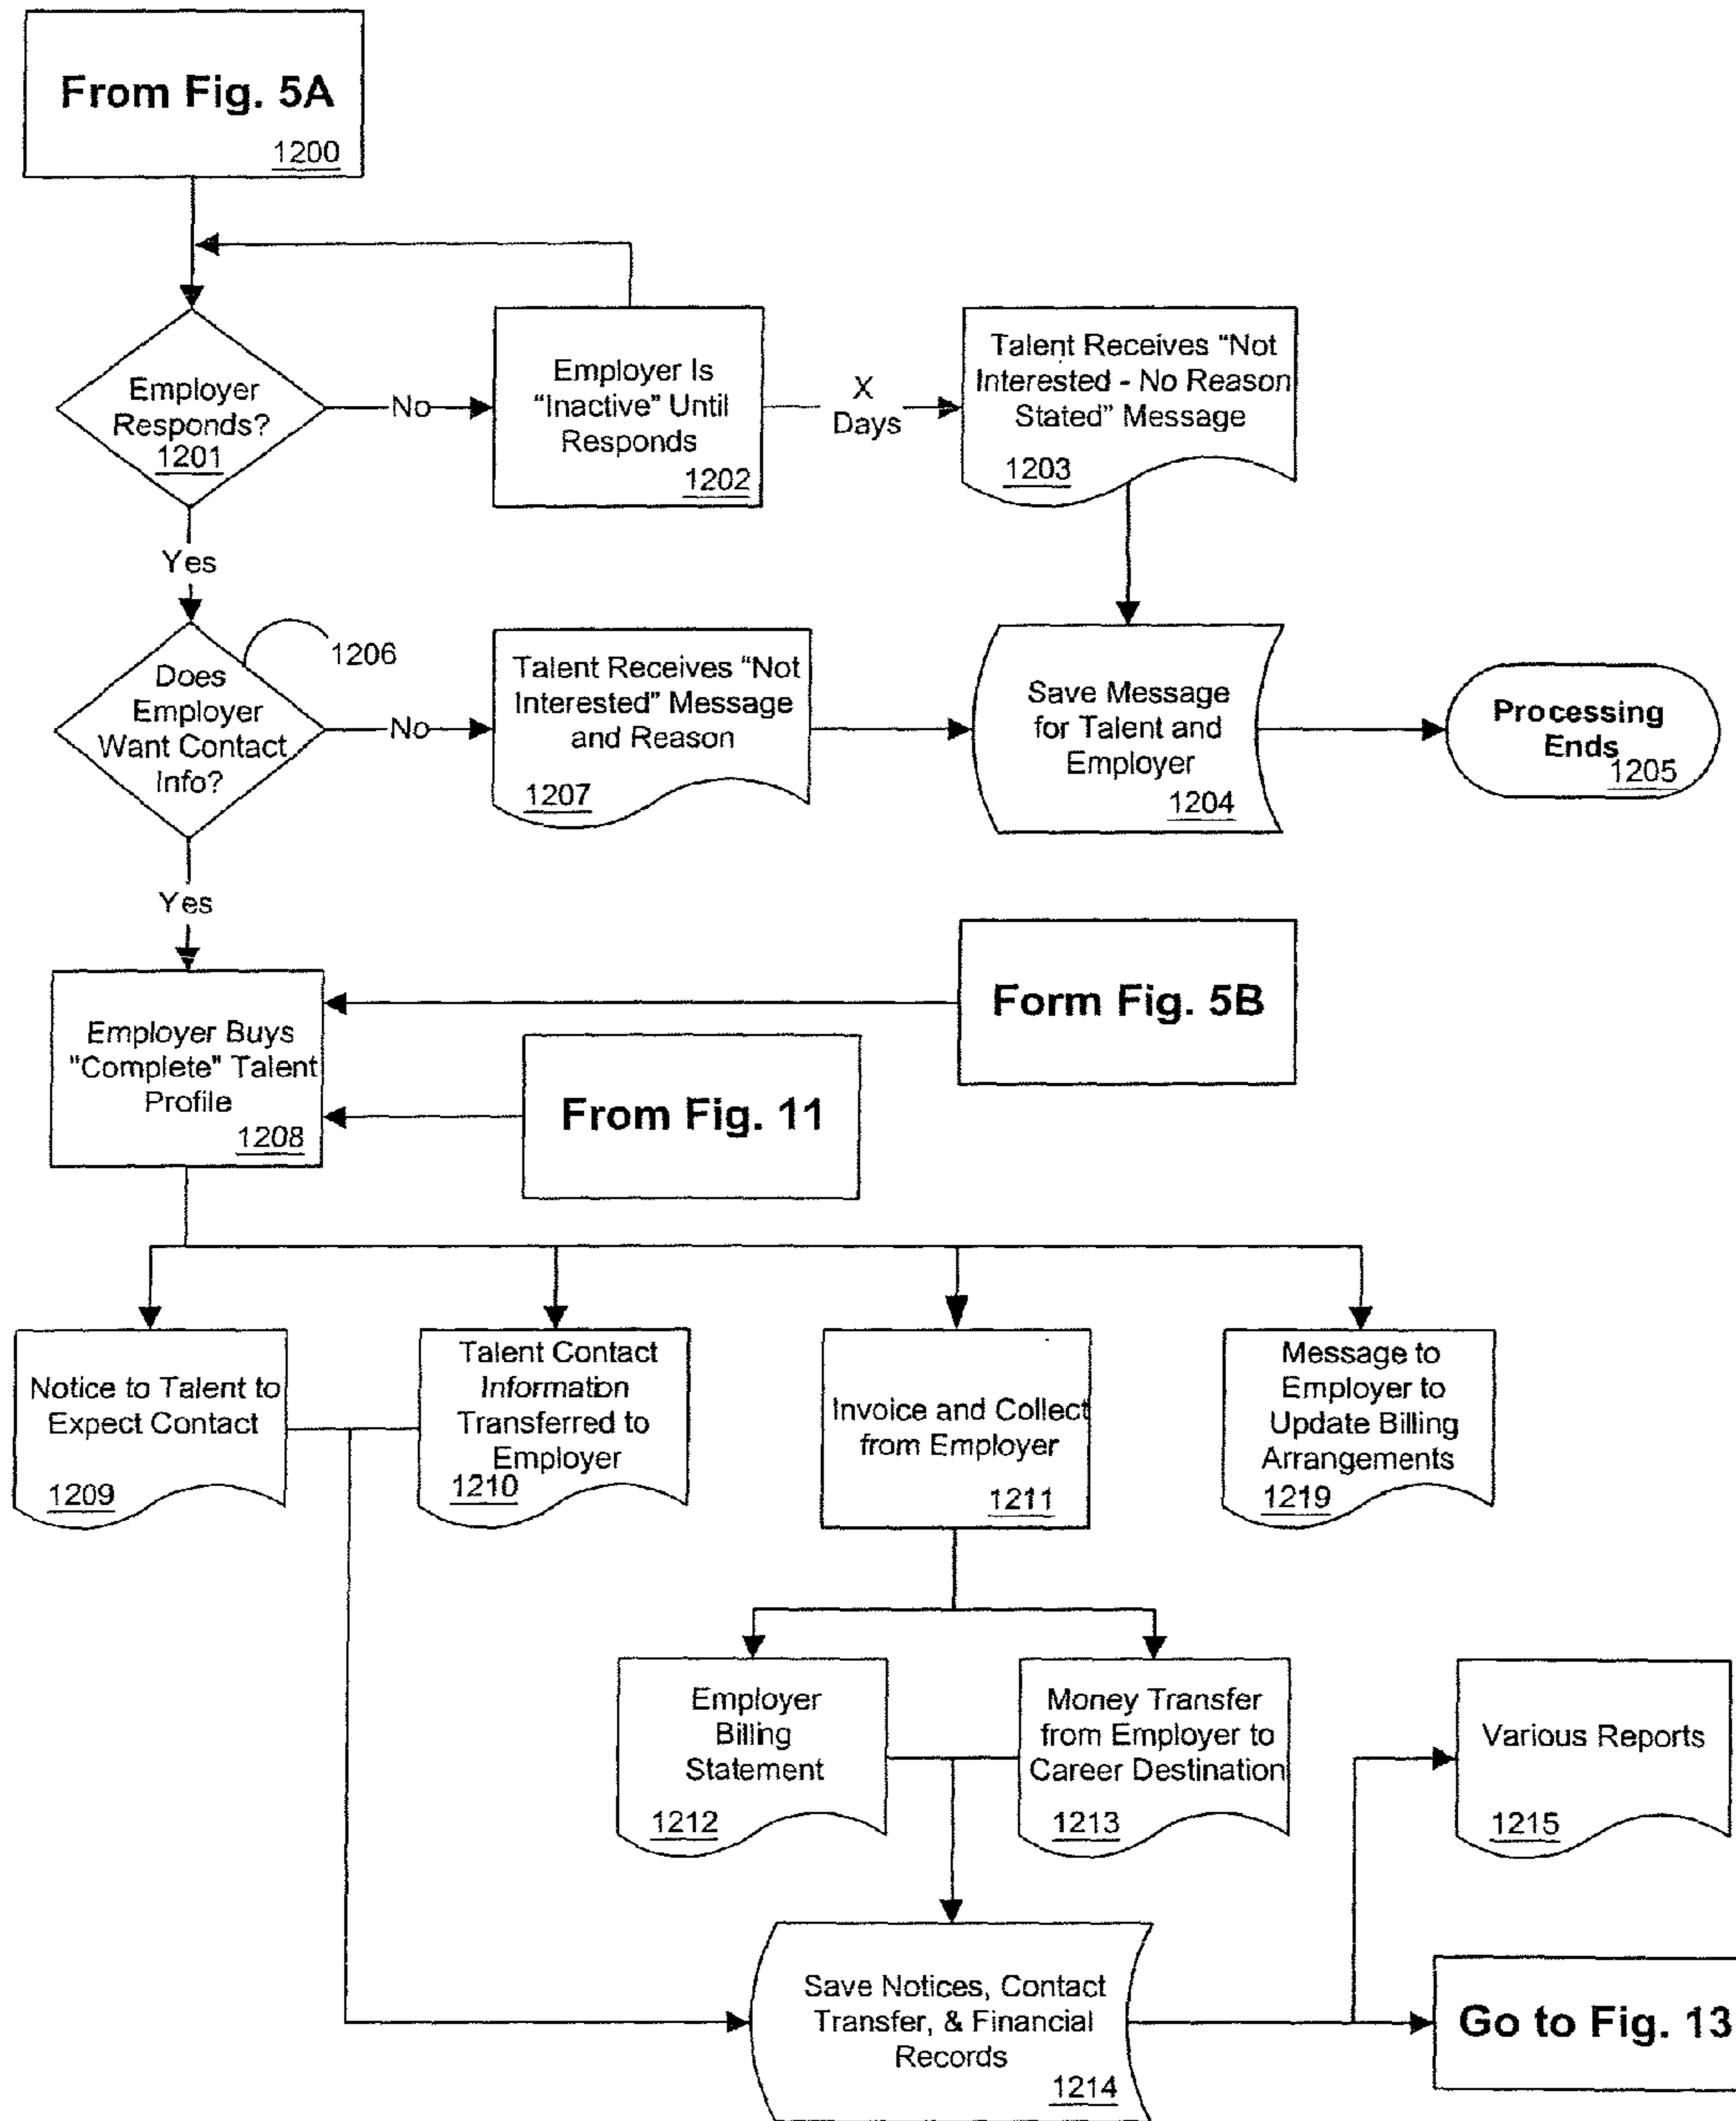 From Fig. 5A
1200
Employer
Responds?
1201
No
Employer Is
"Inactive" Until
Responds
1202
X
Days
Talent Receives "Not
Interested - No Reason
Stated" Message
1203
Yes
1206
Does
Employer
Want Contact
Info?
No
Talent Receives "Not
Interested" Message
and Reason
1207
Save Message
for Talent and
Employer
1204
Processing
Ends
1205
Yes
Employer Buys
"Complete" Talent
Profile
1208
Form Fig. 5B
From Fig. 11
Notice to Talent to
Expect Contact
1209
Talent Contact
Information
Transferred to
Employer
1210
Invoice and Collect
from Employer
1211
Message to
Employer to
Update Billing
Arrangements
1219
Employer
Billing
Statement
1212
Money Transfer
from Employer to
Career Destination
1213
Various Reports
1215
Save Notices, Contact
Transfer, & Financial
Records
1214
Go to Fig. 13